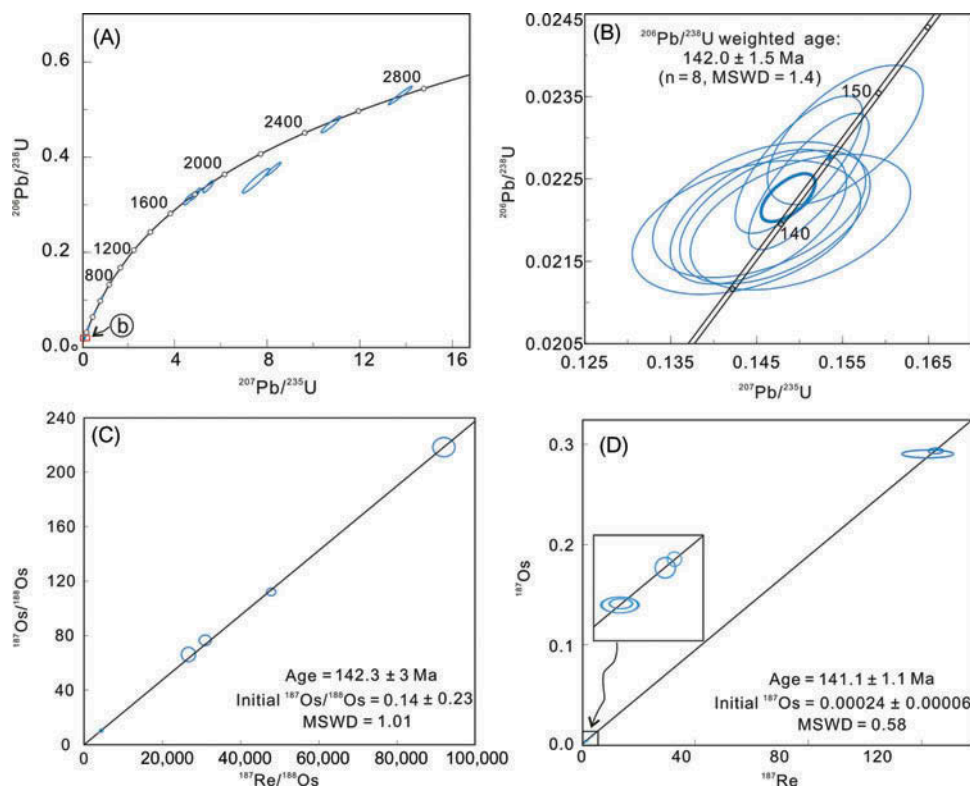 (A)
0.6
0.4
0.2
0.0
²⁰⁶Pb/²³⁸U
2800
2400
2000
1600
1200
800
b
0 4 8 12 16
²⁰⁷Pb/²³⁵U
(B)
²⁰⁶Pb/²³⁸U weighted age:
142.0 ± 1.5 Ma
(n = 8, MSWD = 1.4)
0.0245
0.0235
0.0225
0.0215
0.0205
²⁰⁶Pb/²³⁸U
150
140
0.125 0.135 0.145 0.155 0.165
²⁰⁷Pb/²³⁵U
(C)
240
200
160
120
80
40
0
¹⁸⁷Os/¹⁸⁸Os
Age = 142.3 ± 3 Ma
Initial ¹⁸⁷Os/¹⁸⁸Os = 0.14 ± 0.23
MSWD = 1.01
0 20,000 40,000 60,000 80,000 100,000
¹⁸⁷Re/¹⁸⁸Os
(D)
0.3
0.2
0.1
0.0
¹⁸⁷Os
Age = 141.1 ± 1.1 Ma
Initial ¹⁸⁷Os = 0.00024 ± 0.00006
MSWD = 0.58
0 40 80 120
¹⁸⁷Re